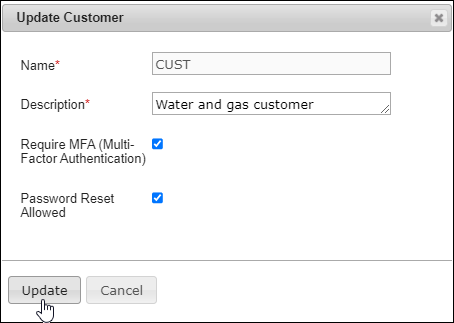 Update Customer
Name*
CUST
Description*
Water and gas customer
Require MFA (Multi-
Factor Authentication)
Password Reset
Allowed
Update
Cancel